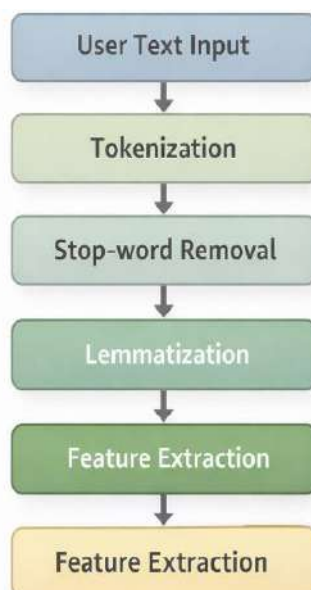 User Text Input
Tokenization
Stop-word Removal
Lemmatization
Feature Extraction
Feature Extraction